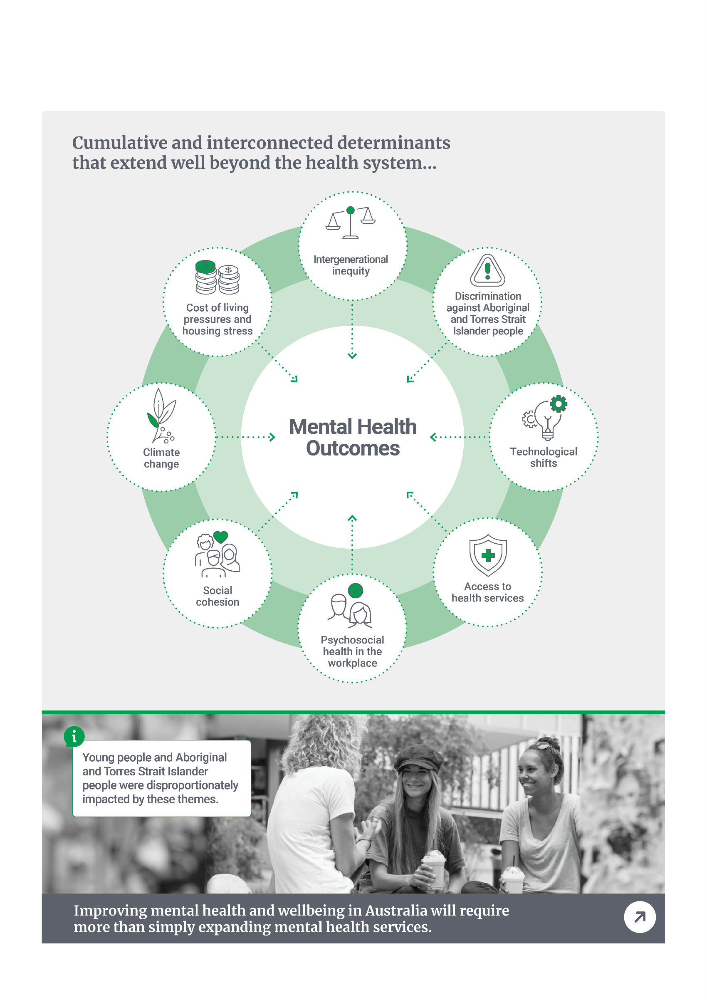 Cumulative and interconnected determinants
that extend well beyond the health system...
Intergenerational
inequity
Discrimination
against Aboriginal
and Torres Strait
Islander people
Technological
shifts
Access to
health services
Psychosocial
health in the
workplace
Social
cohesion
Climate
change
$ $
Cost of living
pressures and
housing stress
Mental Health
Outcomes
i
Young people and Aboriginal
and Torres Strait Islander
people were disproportionately
impacted by these themes.
Improving mental health and wellbeing in Australia will require
more than simply expanding mental health services.